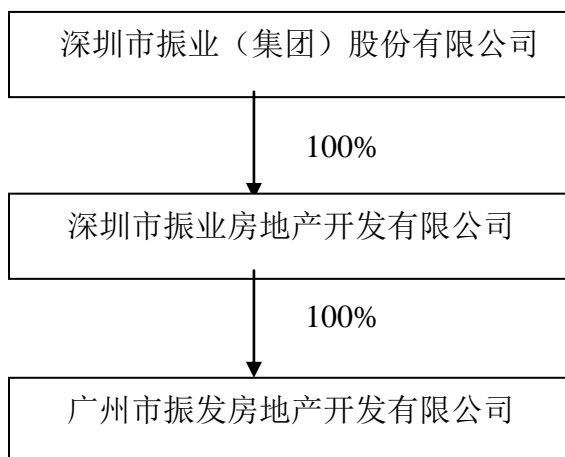 深圳市振业（集团）股份有限公司
100%
深圳市振业房地产开发有限公司
100%
广州市振发房地产开发有限公司